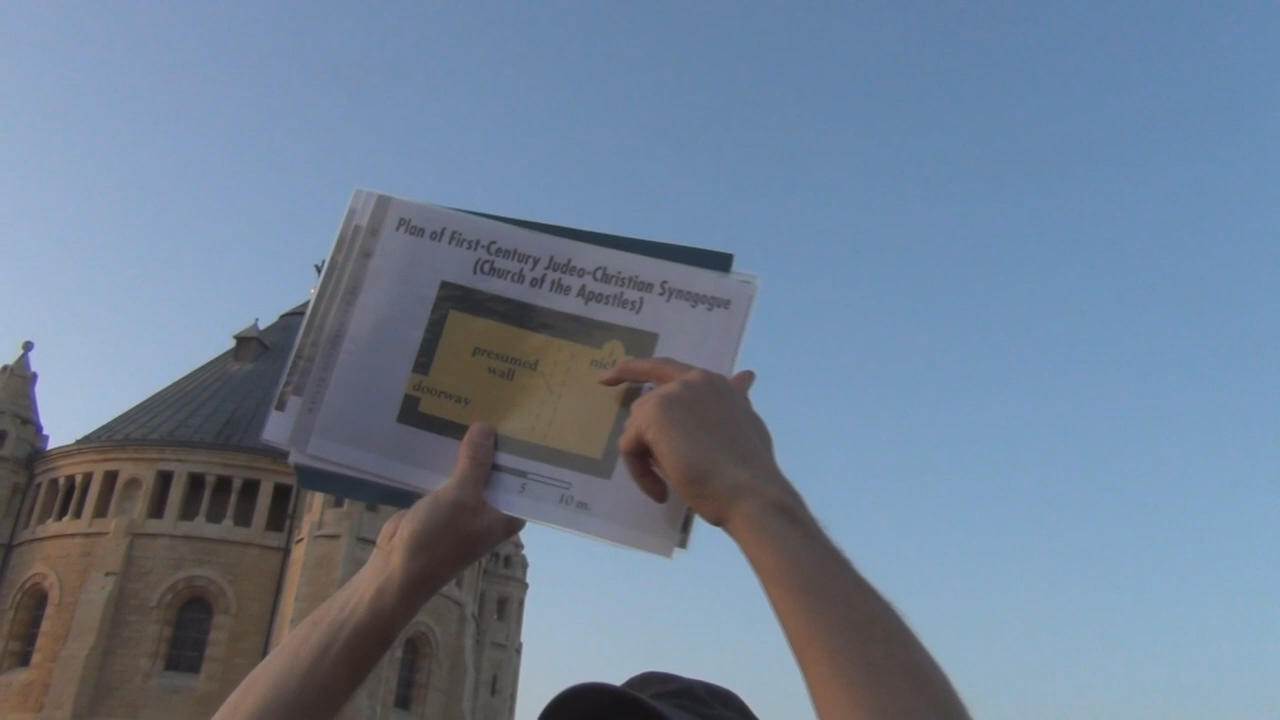 Plan of First-Century Judeo-Christian Synagogue
(Church of the Apostles)
presumed
wall
doorway
5
10 m.